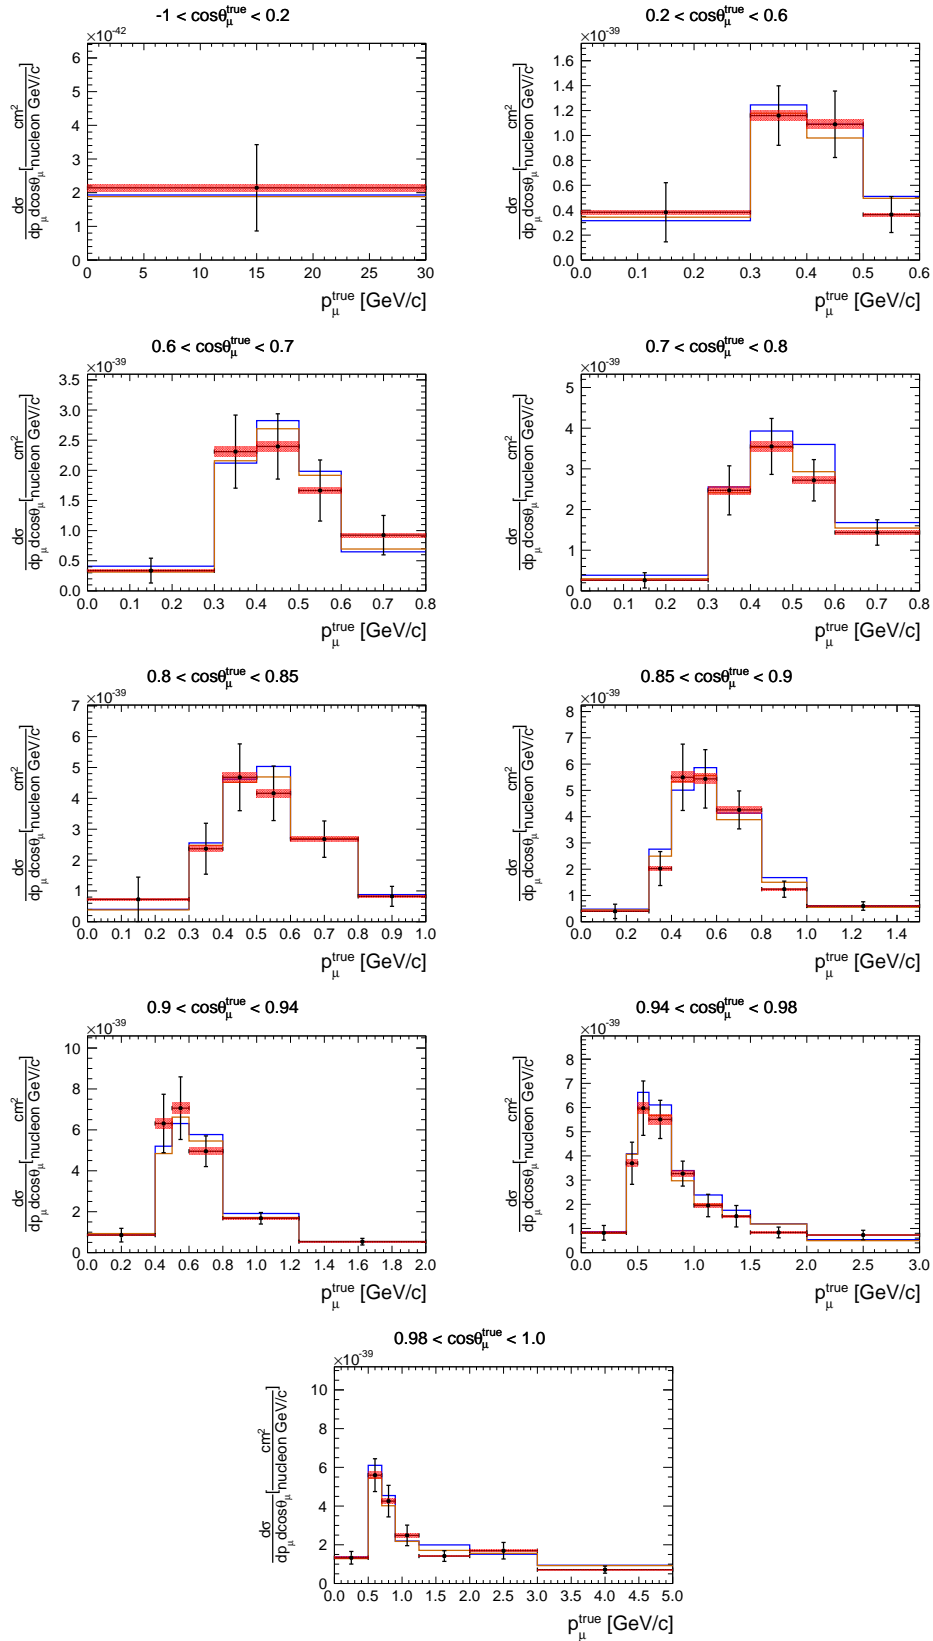 -1 < cosθ_μ^true < 0.2
×10^-42
dσ/dp_μ dcosθ_μ [cm^2/nucleon GeV/c]
6
5
4
3
2
1
0
0 5 10 15 20 25 30
p_μ^true [GeV/c]
0.2 < cosθ_μ^true < 0.6
×10^-39
dσ/dp_μ dcosθ_μ [cm^2/nucleon GeV/c]
1.6
1.4
1.2
1.0
0.8
0.6
0.4
0.2
0.0
0.0 0.1 0.2 0.3 0.4 0.5 0.6
p_μ^true [GeV/c]
0.6 < cosθ_μ^true < 0.7
×10^-39
dσ/dp_μ dcosθ_μ [cm^2/nucleon GeV/c]
3.5
3.0
2.5
2.0
1.5
1.0
0.5
0.0
0.0 0.1 0.2 0.3 0.4 0.5 0.6 0.7 0.8
p_μ^true [GeV/c]
0.7 < cosθ_μ^true < 0.8
×10^-39
dσ/dp_μ dcosθ_μ [cm^2/nucleon GeV/c]
5
4
3
2
1
0
0.0 0.1 0.2 0.3 0.4 0.5 0.6 0.7 0.8
p_μ^true [GeV/c]
0.8 < cosθ_μ^true < 0.85
×10^-39
dσ/dp_μ dcosθ_μ [cm^2/nucleon GeV/c]
7
6
5
4
3
2
1
0
0.0 0.1 0.2 0.3 0.4 0.5 0.6 0.7 0.8 0.9 1.0
p_μ^true [GeV/c]
0.85 < cosθ_μ^true < 0.9
×10^-39
dσ/dp_μ dcosθ_μ [cm^2/nucleon GeV/c]
8
7
6
5
4
3
2
1
0
0.0 0.2 0.4 0.6 0.8 1.0 1.2 1.4
p_μ^true [GeV/c]
0.9 < cosθ_μ^true < 0.94
×10^-39
dσ/dp_μ dcosθ_μ [cm^2/nucleon GeV/c]
10
8
6
4
2
0
0.0 0.2 0.4 0.6 0.8 1.0 1.2 1.4 1.6 1.8 2.0
p_μ^true [GeV/c]
0.94 < cosθ_μ^true < 0.98
×10^-39
dσ/dp_μ dcosθ_μ [cm^2/nucleon GeV/c]
8
7
6
5
4
3
2
1
0
0.0 0.5 1.0 1.5 2.0 2.5 3.0
p_μ^true [GeV/c]
0.98 < cosθ_μ^true < 1.0
×10^-39
dσ/dp_μ dcosθ_μ [cm^2/nucleon GeV/c]
10
8
6
4
2
0
0.0 0.5 1.0 1.5 2.0 2.5 3.0 3.5 4.0 4.5 5.0
p_μ^true [GeV/c]